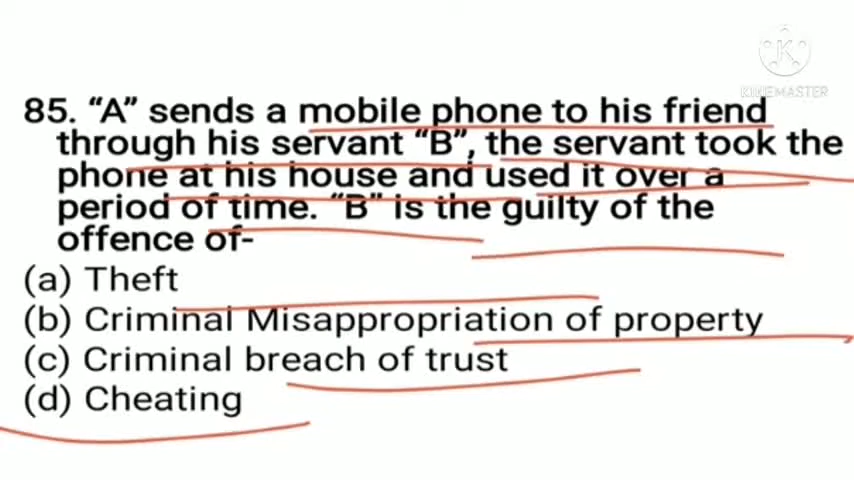 KINEMASTER
85. “A” sends a mobile phone to his friend
through his servant “B”, the servant took the
phone at his house and used it over a
period of time. “B” is the guilty of the
offence of-
(a) Theft
(b) Criminal Misappropriation of property
(c) Criminal breach of trust
(d) Cheating